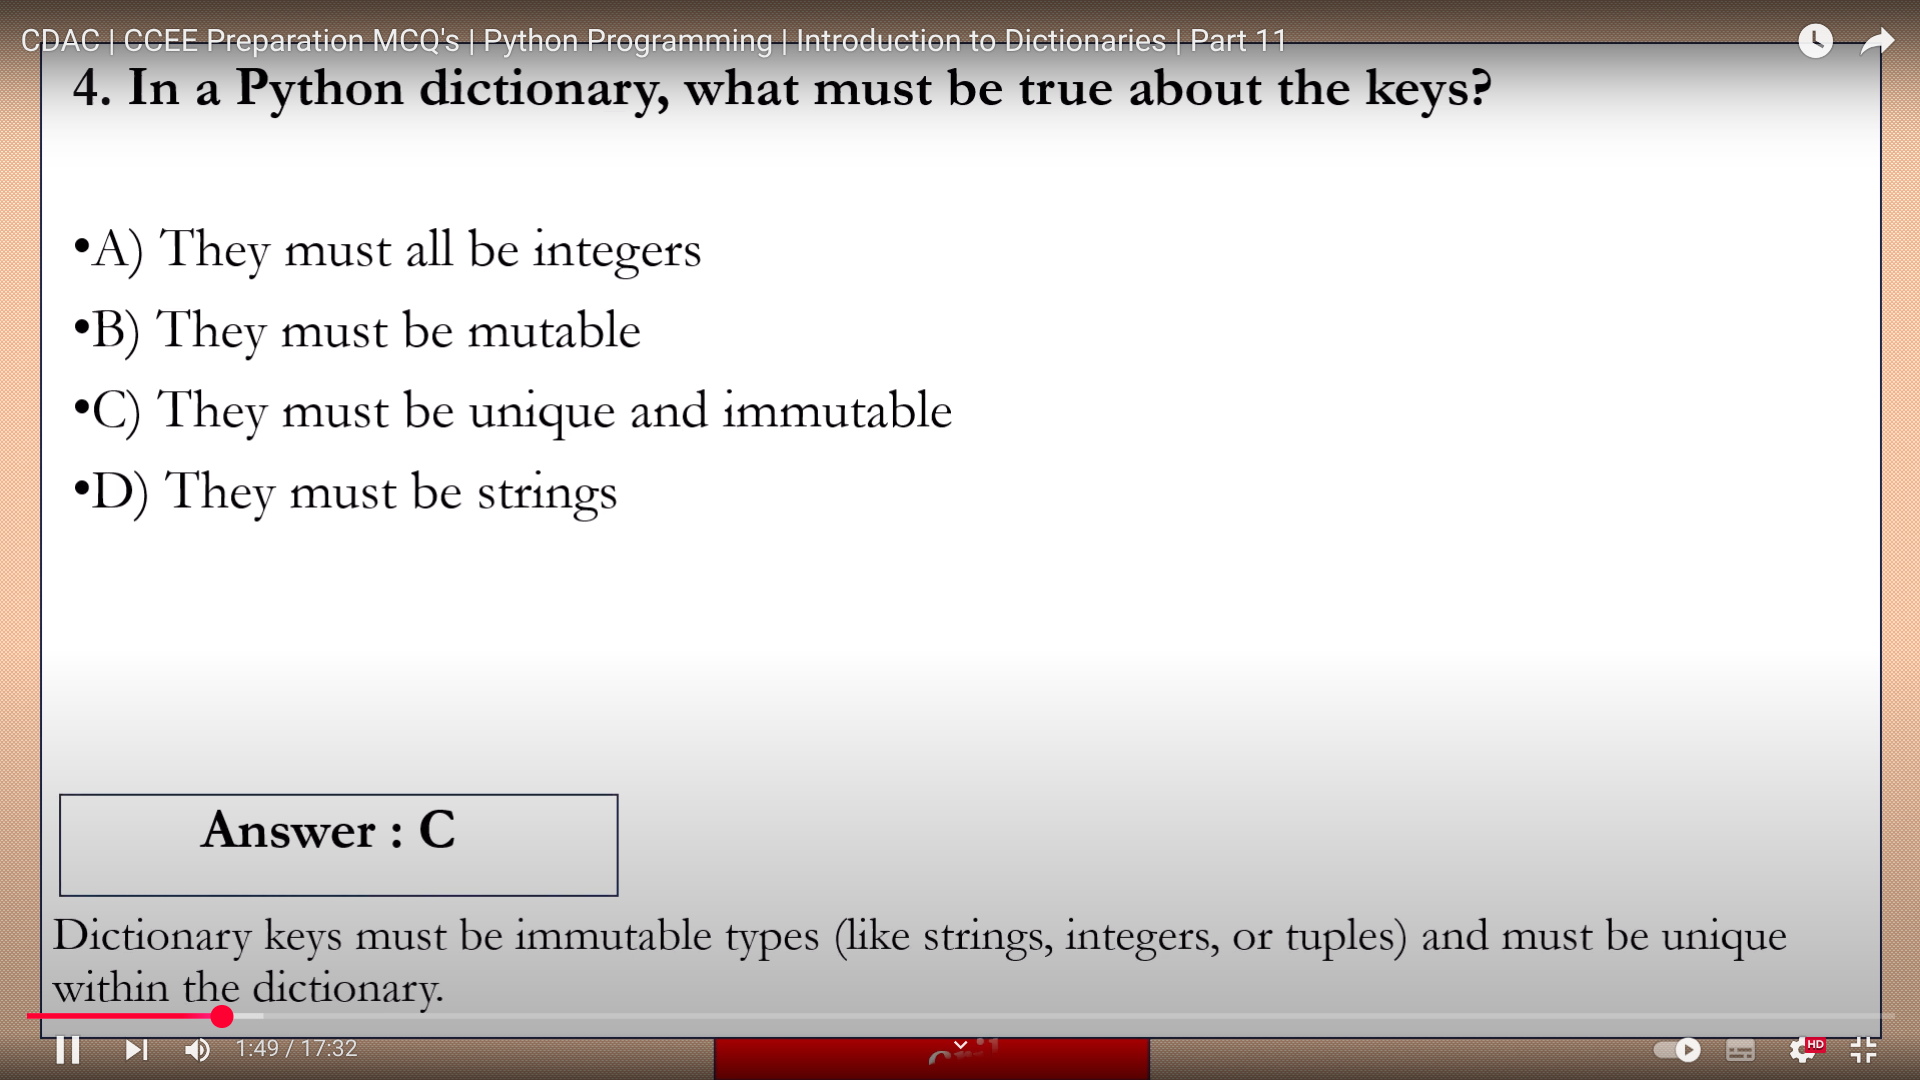 CDAC | CCEE Preparation MCQ's | Python Programming | Introduction to Dictionaries | Part 11
4. In a Python dictionary, what must be true about the keys?
•A) They must all be integers
•B) They must be mutable
•C) They must be unique and immutable
•D) They must be strings
Answer : C
Dictionary keys must be immutable types (like strings, integers, or tuples) and must be unique
within the dictionary.
1:49 / 17:32
HD